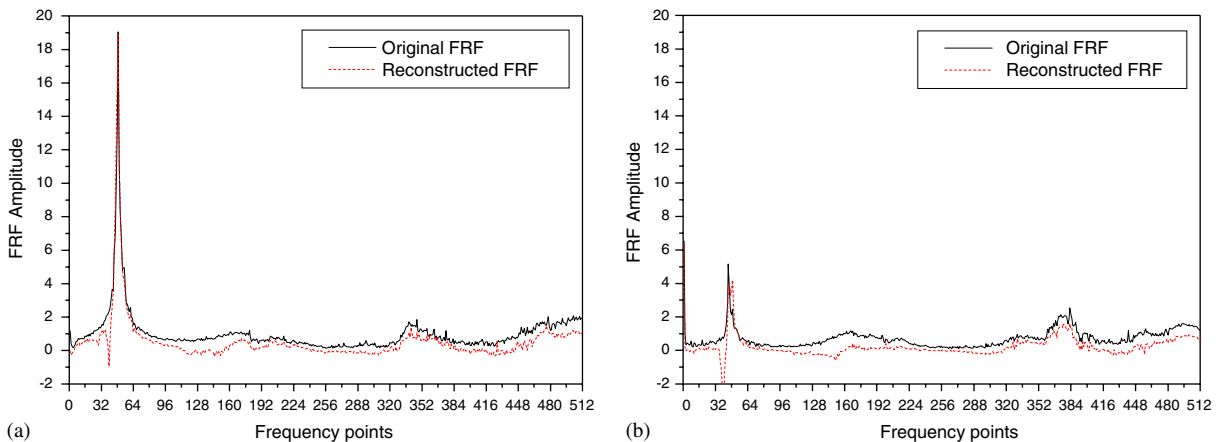 20
18
16
14
12
10
8
6
4
2
0
-2
FRF Amplitude
Original FRF
Reconstructed FRF
0 32 64 96 128 160 192 224 256 288 320 352 384 416 448 480 512
(a)
Frequency points
20
18
16
14
12
10
8
6
4
2
0
-2
FRF Amplitude
Original FRF
Reconstructed FRF
0 32 64 96 128 160 192 224 256 288 320 352 384 416 448 480 512
(b)
Frequency points